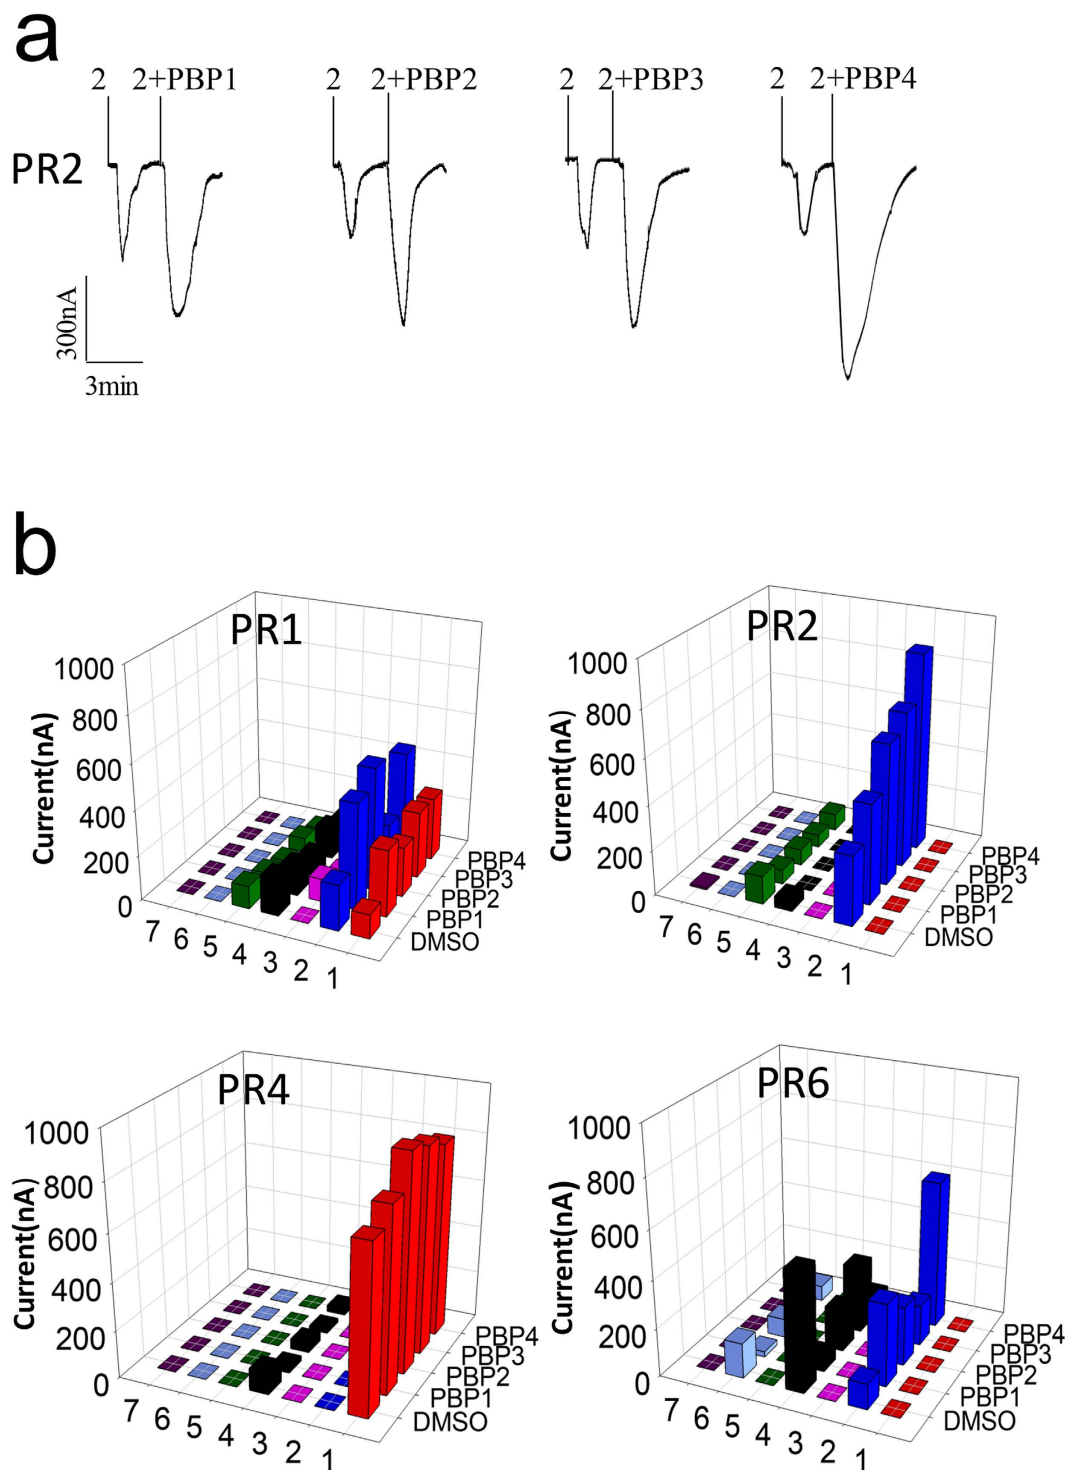 a
2 2+PBP1 2 2+PBP2 2 2+PBP3 2 2+PBP4
PR2
300nA
3min
b
PR1
Current(nA)
1000
800
600
400
200
0
7 6 5 4 3 2 1
PBP4
PBP3
PBP2
PBP1
DMSO
PR2
Current(nA)
1000
800
600
400
200
0
7 6 5 4 3 2 1
PBP4
PBP3
PBP2
PBP1
DMSO
PR4
Current(nA)
1000
800
600
400
200
0
7 6 5 4 3 2 1
PBP4
PBP3
PBP2
PBP1
DMSO
PR6
Current(nA)
1000
800
600
400
200
0
7 6 5 4 3 2 1
PBP4
PBP3
PBP2
PBP1
DMSO